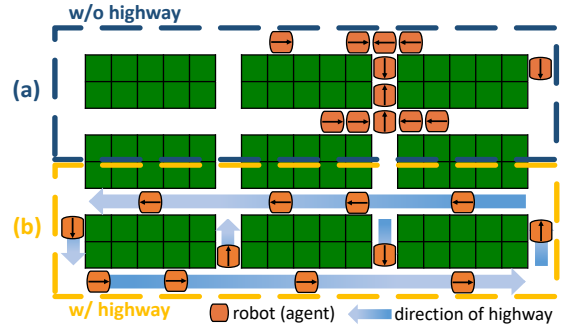 w/o highway
(a)
(b)
w/ highway
robot (agent)
direction of highway